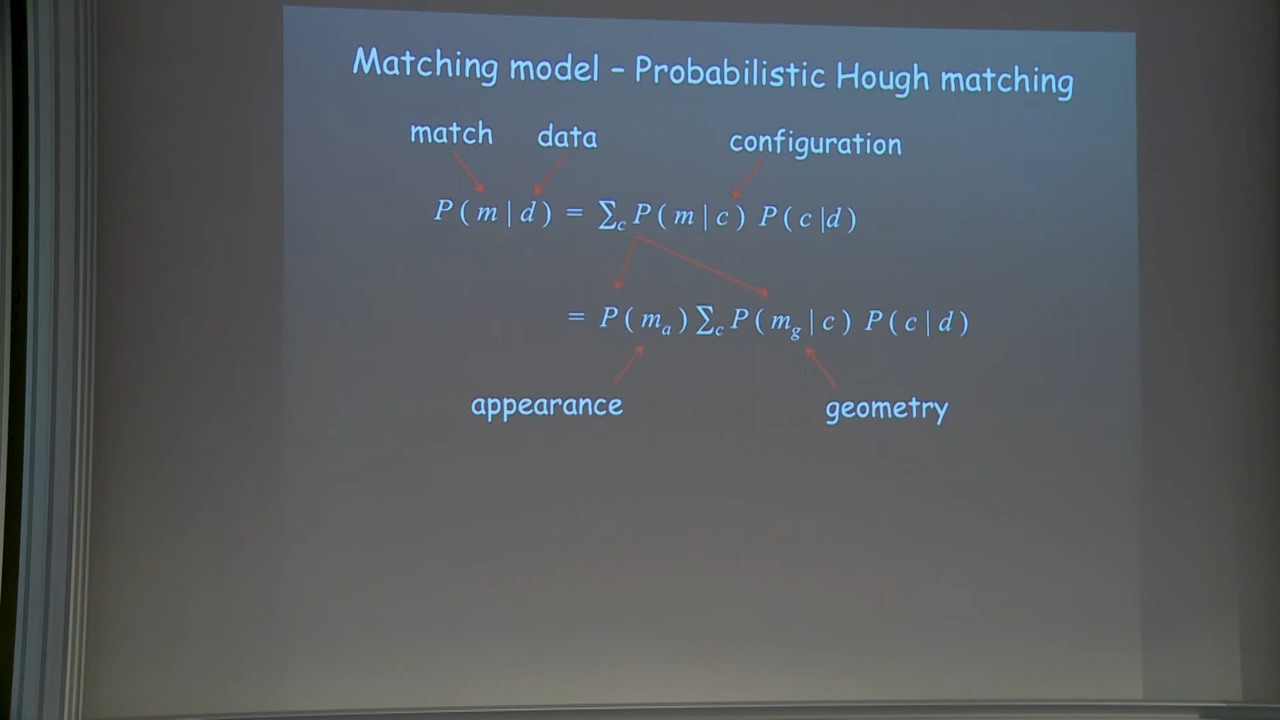 Matching model – Probabilistic Hough matching
match data configuration
P ( m | d ) = ∑c P ( m | c ) P ( c |d )
= P ( ma ) ∑c P ( mg | c ) P ( c | d )
appearance geometry